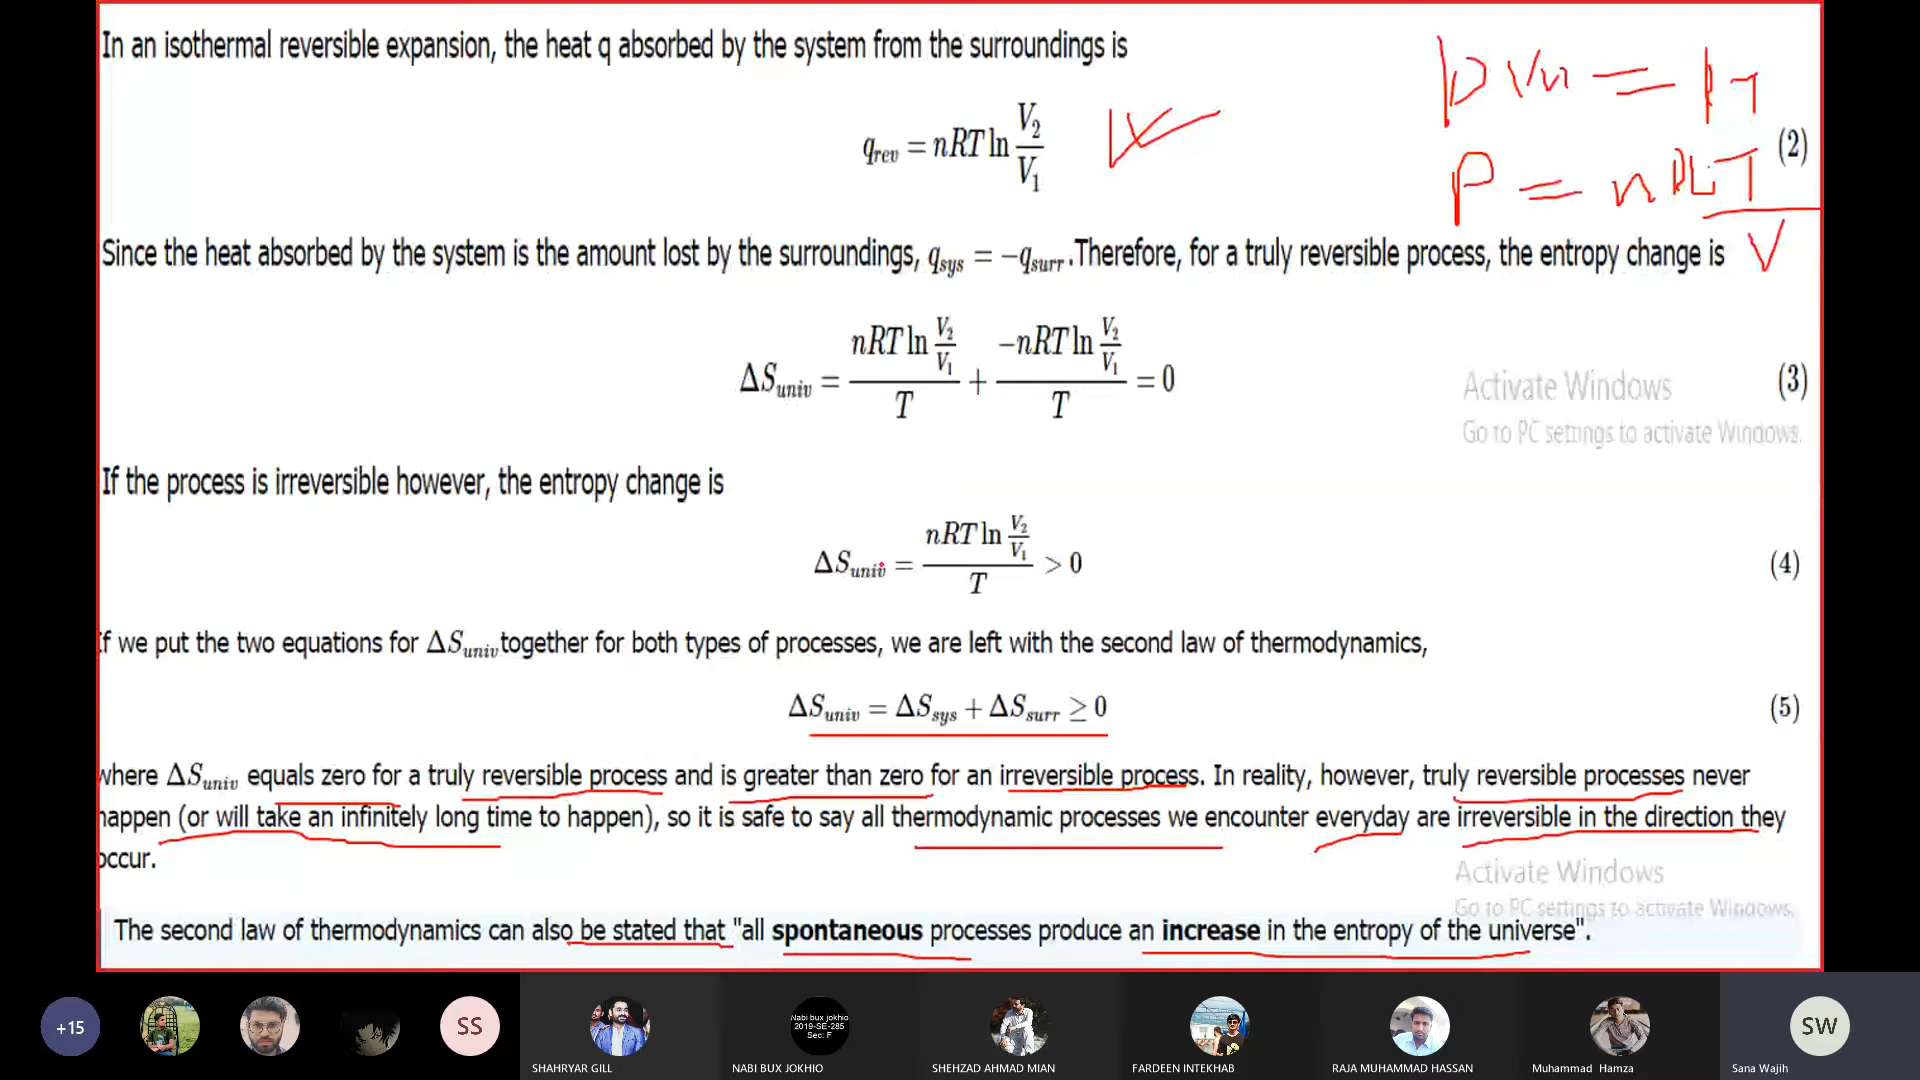 In an isothermal reversible expansion, the heat q absorbed by the system from the surroundings is
q_rev = nRT ln V₂/V₁ (2)
P = nRT
V
Since the heat absorbed by the system is the amount lost by the surroundings, q_sys = −q_surr.Therefore, for a truly reversible process, the entropy change is
ΔS_univ = nRT ln V₂/V₁ / T + −nRT ln V₂/V₁ / T = 0 (3)
Activate Windows
Go to PC settings to activate Windows.
If the process is irreversible however, the entropy change is
ΔS_univ = nRT ln V₂/V₁ / T > 0 (4)
If we put the two equations for ΔS_univ together for both types of processes, we are left with the second law of thermodynamics,
ΔS_univ = ΔS_sys + ΔS_surr ≥ 0 (5)
where ΔS_univ equals zero for a truly reversible process and is greater than zero for an irreversible process. In reality, however, truly reversible processes never
happen (or will take an infinitely long time to happen), so it is safe to say all thermodynamic processes we encounter everyday are irreversible in the direction they
occur.
Activate Windows
Go to PC settings to activate Windows.
The second law of thermodynamics can also be stated that "all spontaneous processes produce an increase in the entropy of the universe".
+15
SS
Nabi bux jokhio
2019-SE-285
Sec: F
SW
SHAHRYAR GILL
NABI BUX JOKHIO
SHEHZAD AHMAD MIAN
FARDEEN INTEKHAB
RAJA MUHAMMAD HASSAN
Muhammad Hamza
Sana Wajih